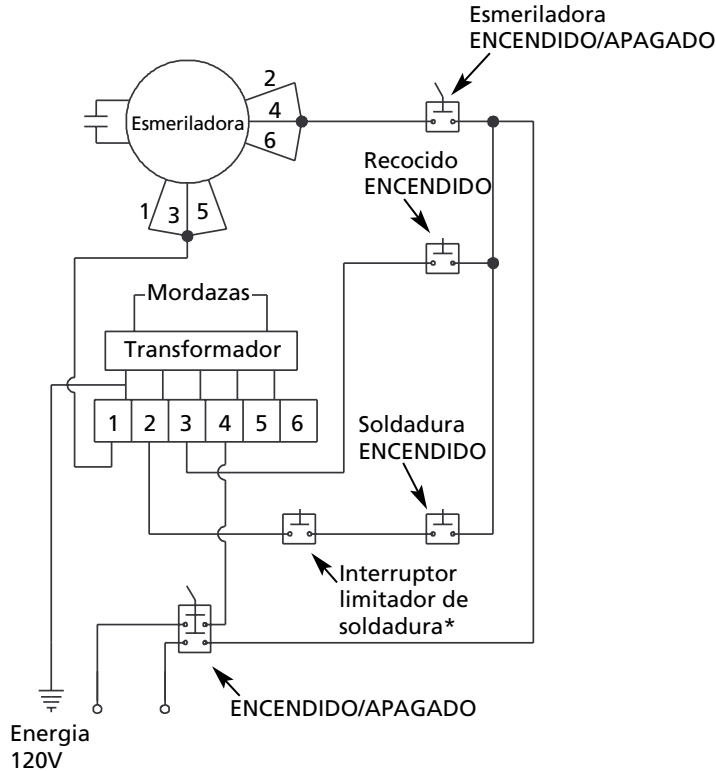 Esmeriladora
ENCENDIDO/APAGADO
2
4
6
Esmeriladora
1
3
5
Recocido
ENCENDIDO
Mordazas
Transformador
1 2 3 4 5 6
Soldadura
ENCENDIDO
Interruptor
limitador de
soldadura*
ENCENDIDO/APAGADO
Energia
120V